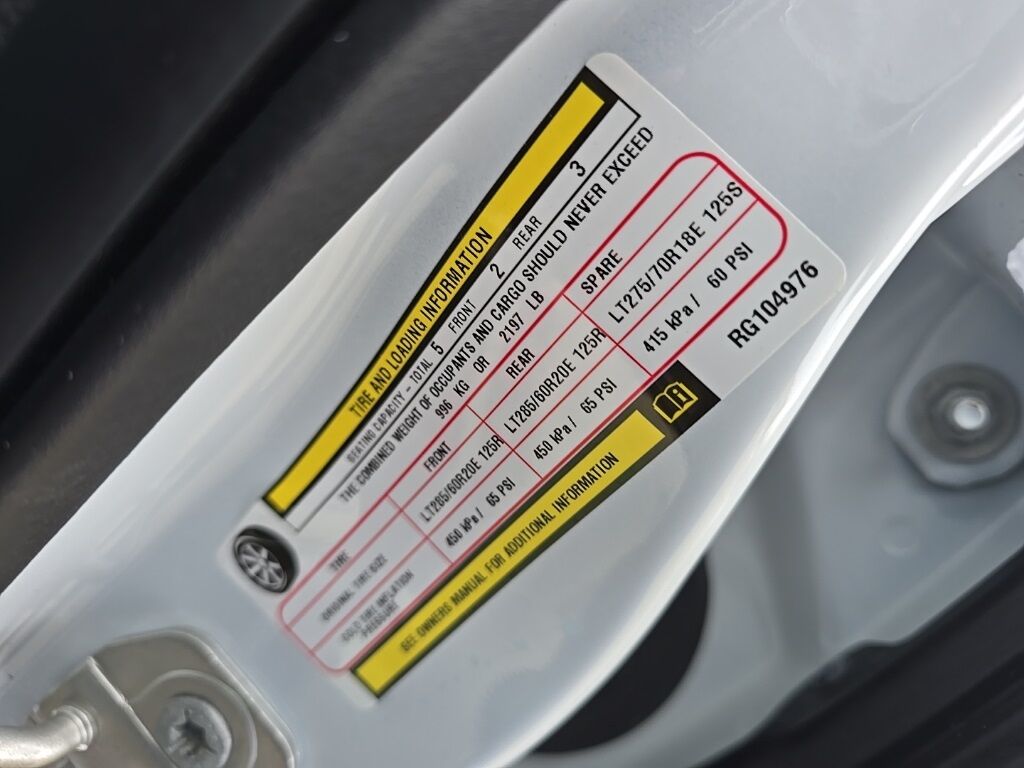 TIRE AND LOADING INFORMATION
SEATING CAPACITY - TOTAL 5 FRONT 2 REAR 3
THE COMBINED WEIGHT OF OCCUPANTS AND CARGO SHOULD NEVER EXCEED
996 KG OR 2197 LB
TIRE FRONT REAR SPARE
ORIGINAL TIRE SIZE LT285/60R20E 125R LT285/60R20E 125R LT275/70R18E 125S
COLD TIRE INFLATION PRESSURE 450 kPa / 65 PSI 450 kPa / 65 PSI 415 kPa / 60 PSI
SEE OWNERS MANUAL FOR ADDITIONAL INFORMATION
RG104976